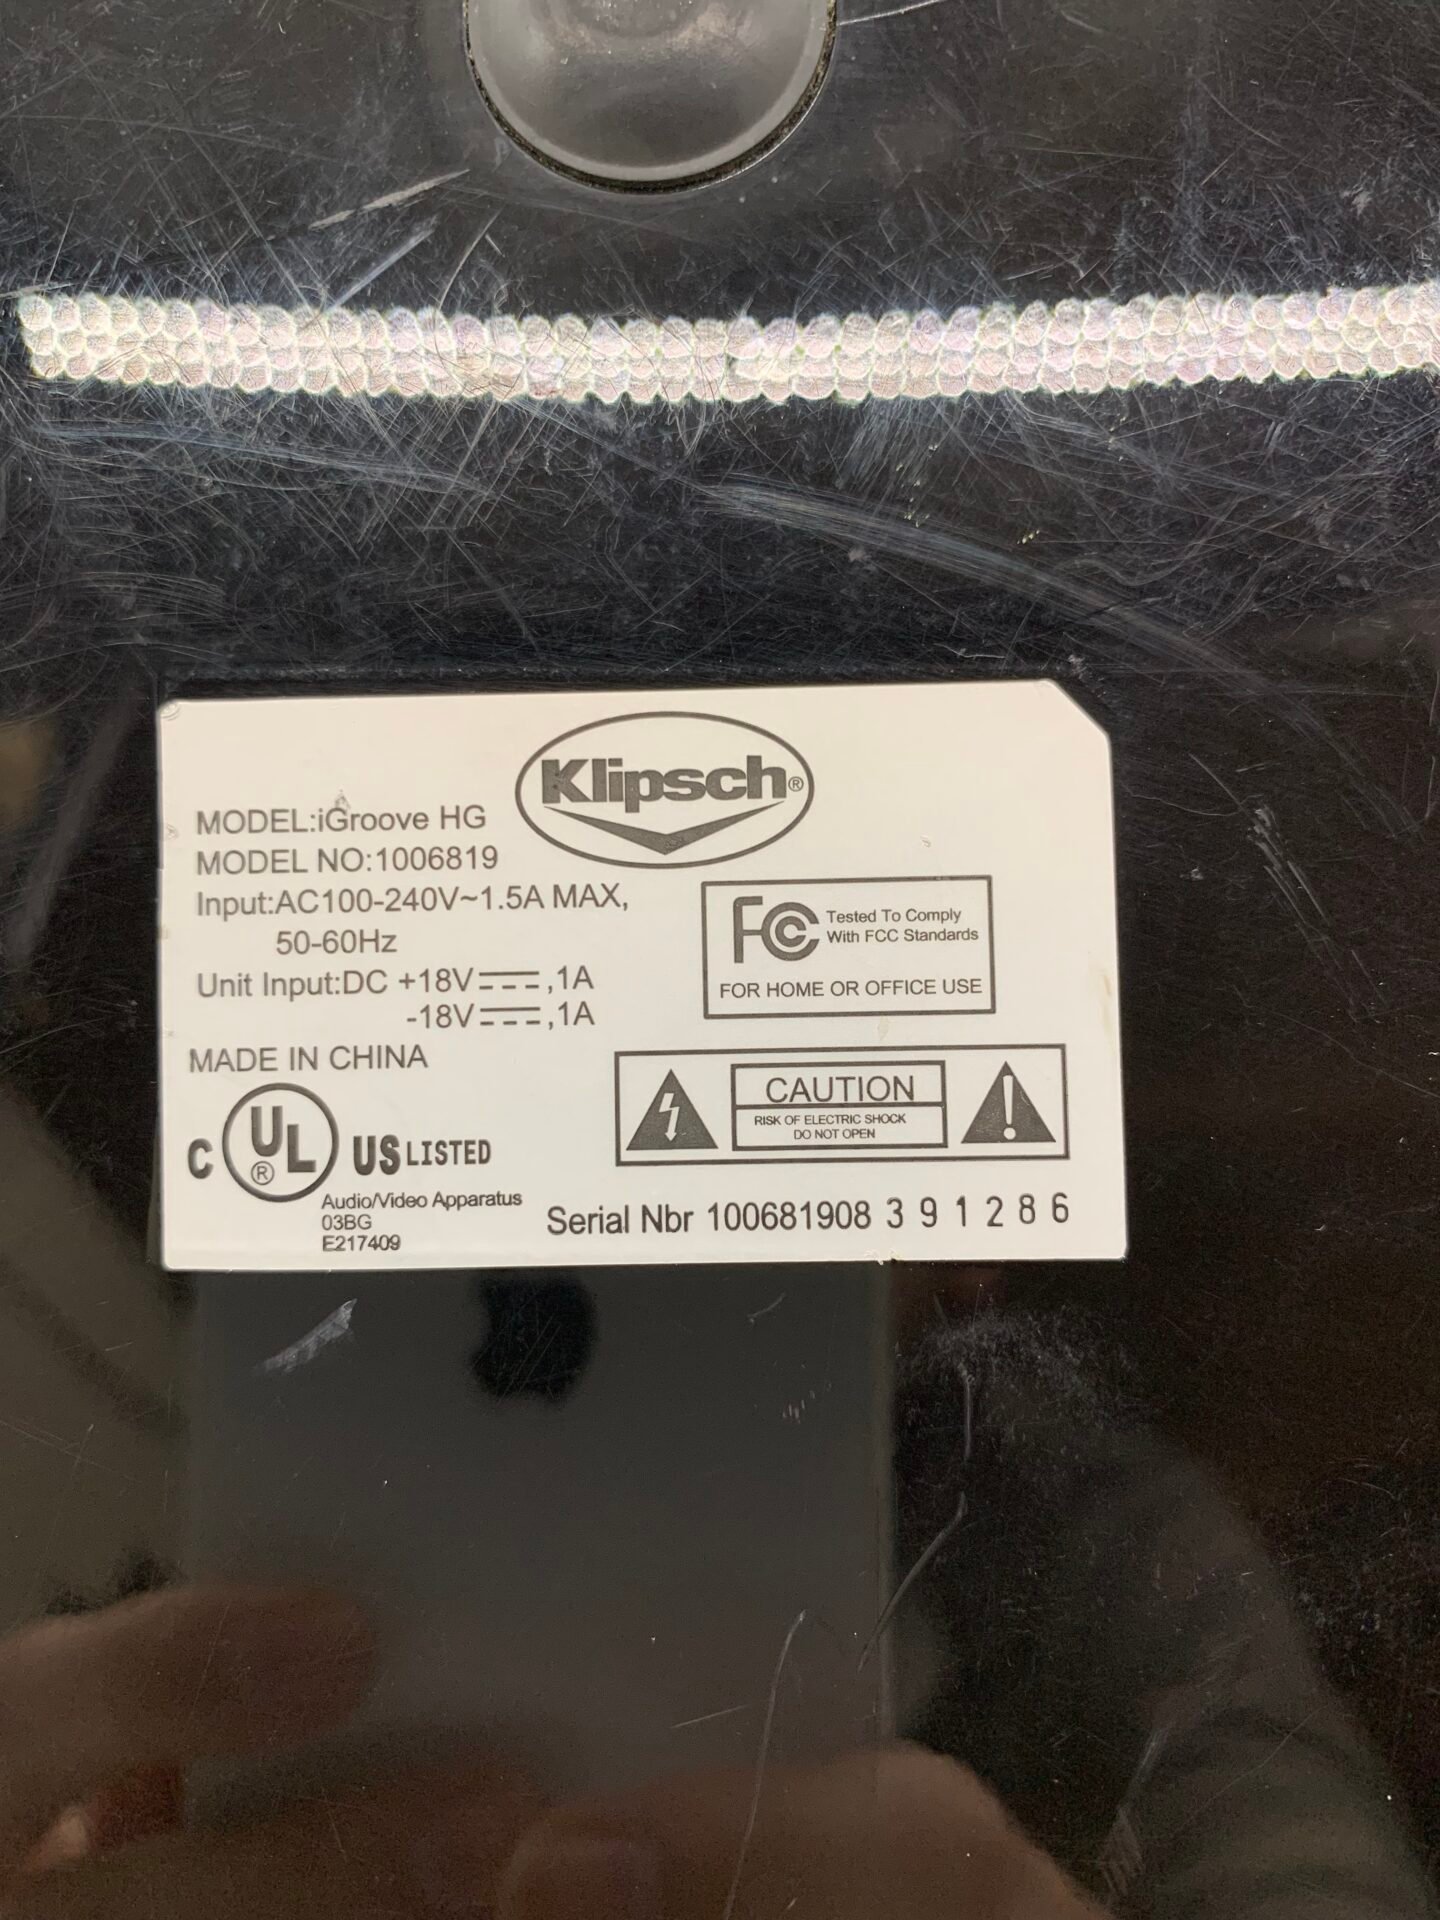 Klipsch®
MODEL:iGroove HG
MODEL NO:1006819
Input:AC100-240V~1.5A MAX,
50-60Hz
Unit Input:DC +18V⎓,1A
-18V⎓,1A
MADE IN CHINA
FC Tested To Comply
With FCC Standards
FOR HOME OR OFFICE USE
CAUTION
RISK OF ELECTRIC SHOCK
DO NOT OPEN
C UL® US LISTED
Audio/Video Apparatus
03BG
E217409
Serial Nbr 100681908 3 9 1 2 8 6